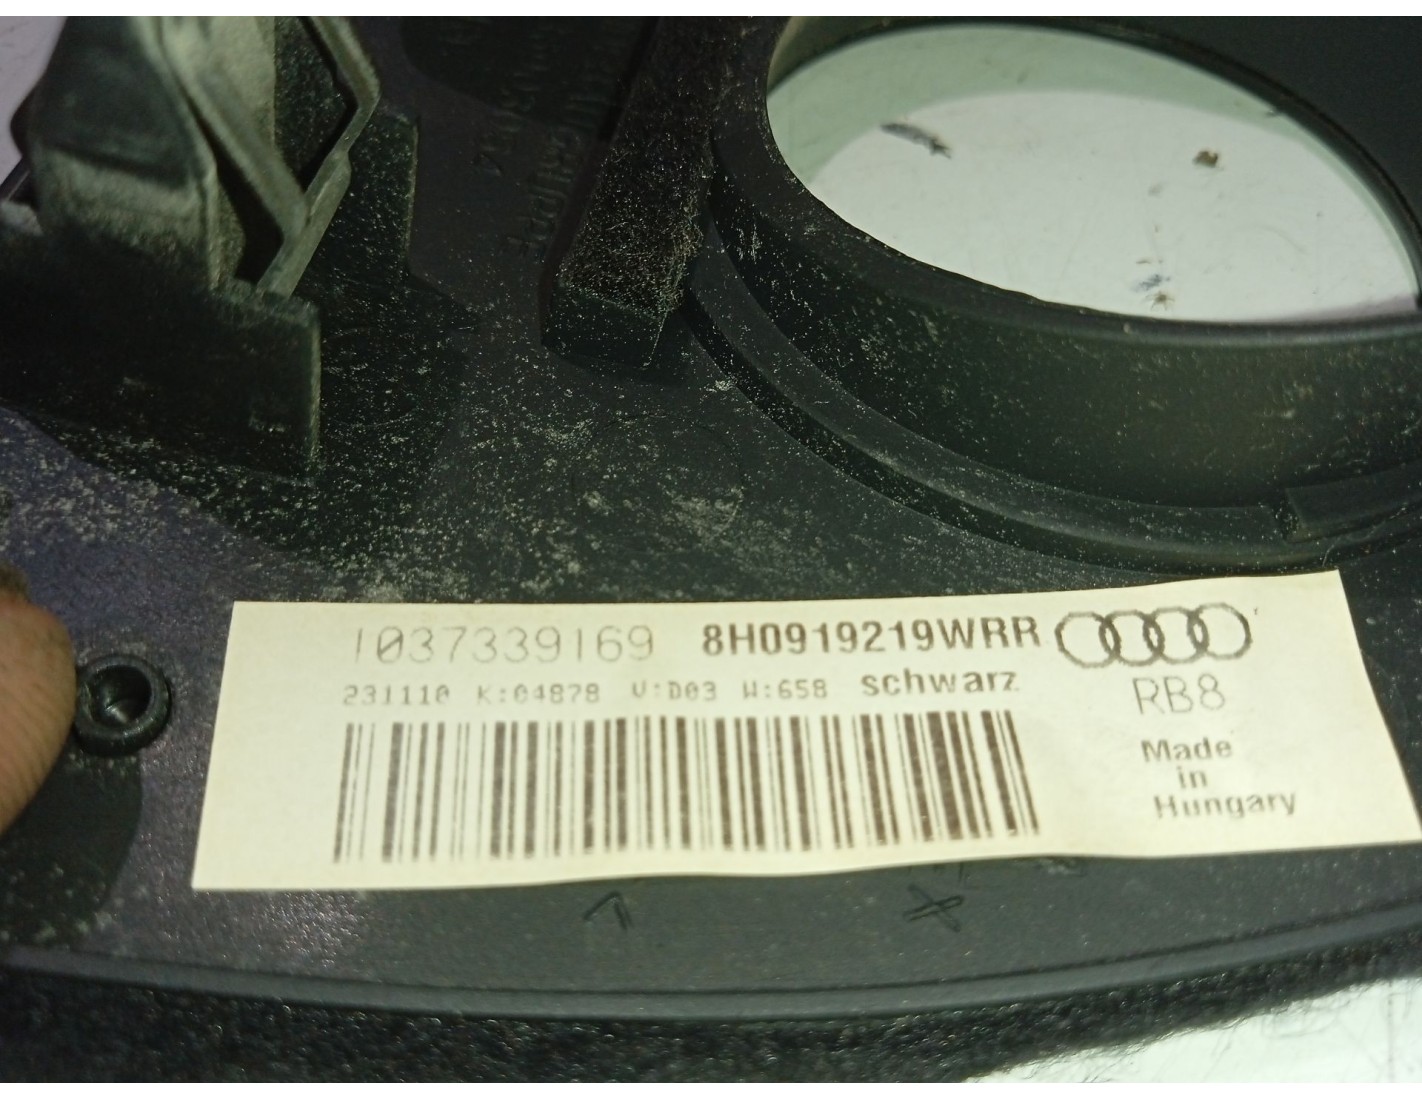 1037339169 8H0919219WRR
231110 K:04878 V:D03 W:658 schwarz
RB8
Made
in
Hungary